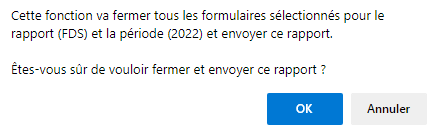 Cette fonction va fermer tous les formulaires sélectionnés pour le
rapport (FDS) et la période (2022) et envoyer ce rapport.
Êtes-vous sûr de vouloir fermer et envoyer ce rapport ?
OK
Annuler